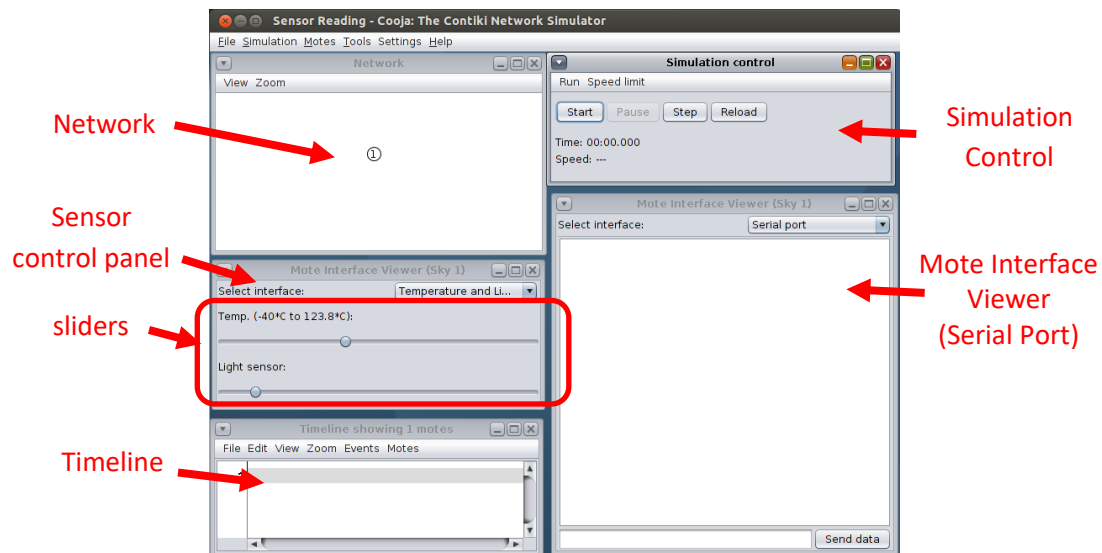 Sensor Reading - Cooja: The Contiki Network Simulator
File Simulation Motes Tools Settings Help
Network
View Zoom
①
Simulation control
Run Speed limit
Start Pause Step Reload
Time: 00:00.000
Speed: ---
Mote Interface Viewer (Sky 1)
Select interface: Temperature and Li...
Temp. (-40*C to 123.8*C):
Light sensor:
Mote Interface Viewer (Sky 1)
Select interface: Serial port
Send data
Timeline showing 1 motes
File Edit View Zoom Events Motes
Network
Sensor
control panel
sliders
Timeline
Simulation
Control
Mote Interface
Viewer
(Serial Port)